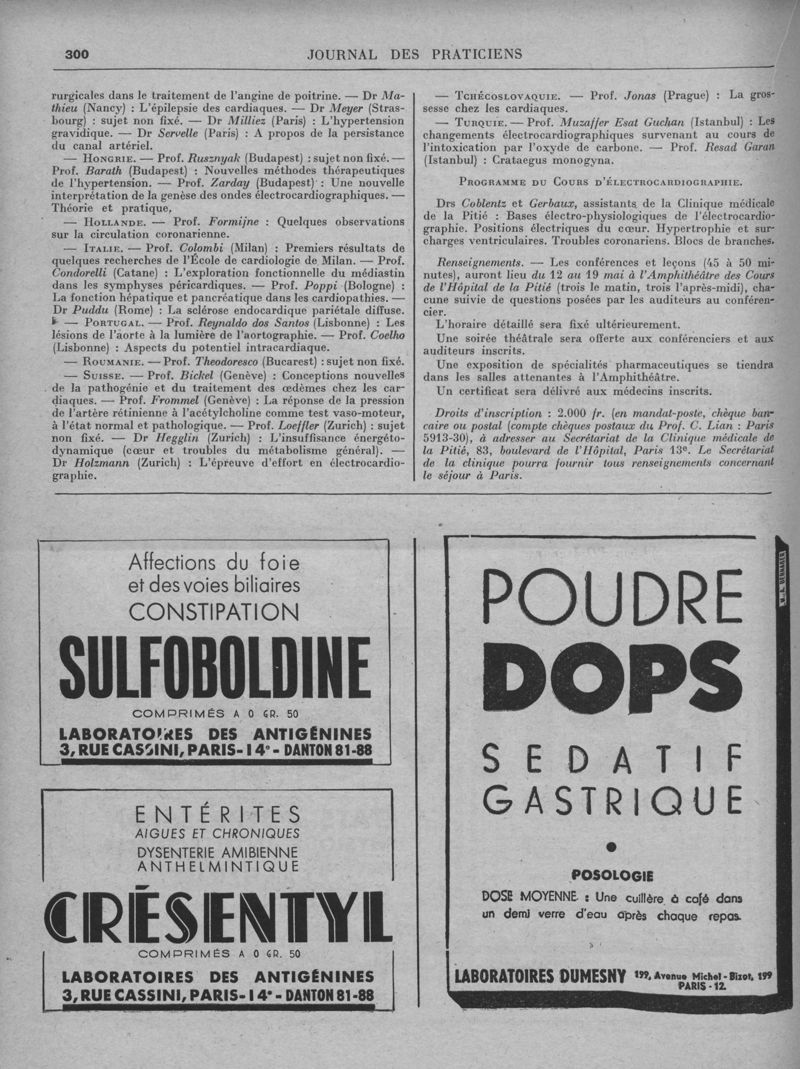 300
JOURNAL DES PRATICIENS
rurgicales dans le traitement de l'angine de poitrine. — Dr Ma-
thieu (Nancy) : L'épilepsie des cardiaques. — Dr Meyer (Stras-
bourg) : sujet non fixé. — Dr Milliez (Paris) : L'hypertension
gravidique. — Dr Servelle (Paris) : A propos de la persistance
du canal artériel.
— HONGRIE. — Prof. Rusznyak (Budapest) : sujet non fixé. —
Prof. Barath (Budapest) : Nouvelles méthodes thérapeutiques
de l'hypertension. — Prof. Zarday (Budapest) : Une nouvelle
interprétation de la genèse des ondes électrocardiographiques. —
Théorie et pratique.
— HOLLANDE. — Prof. Formijne : Quelques observations
sur la circulation coronarienne.
— ITALIE. — Prof. Colombi (Milan) : Premiers résultats de
quelques recherches de l'École de cardiologie de Milan. — Prof.
Condorelli (Catane) : L'exploration fonctionnelle du médiastin
dans les symphyses péricardiques. — Prof. Poppi (Bologne) :
La fonction hépatique et pancréatique dans les cardiopathies. —
Dr Puddu (Rome) : La sclérose endocardique pariétale diffuse.
— PORTUGAL. — Prof. Reynaldo dos Santos (Lisbonne) : Les
lésions de l'aorte à la lumière de l'aortographie. — Prof. Coelho
(Lisbonne) : Aspects du potentiel intracardiaque.
— ROUMANIE. — Prof. Theodoresco (Bucarest) : sujet non fixé.
— SUISSE. — Prof. Bickel (Genève) : Conceptions nouvelles
de la pathogénie et du traitement des œdèmes chez les car-
diaques. — Prof. Frommel (Genève) : La réponse de la pression
de l'artère rétinienne à l'acétylcholine comme test vaso-moteur,
à l'état normal et pathologique. — Prof. Loeffler (Zurich) : sujet
non fixé. — Dr Hegglin (Zurich) : L'insuffisance énergéto-
dynamique (cœur et troubles du métabolisme général). —
Dr Holzmann (Zurich) : L'épreuve d'effort en électrocardio-
graphie.
— TCHÉCOSLOVAQUIE. — Prof. Jonas (Prague) : La gros-
sesse chez les cardiaques.
— TURQUIE. — Prof. Muzaffer Esat Guchan (Istanbul) : Les
changements électrocardiographiques survenant au cours de
l'intoxication par l'oxyde de carbone. — Prof. Resad Garan
(Istanbul) : Crataegus monogyna.
PROGRAMME DU COURS D'ÉLECTROCARDIOGRAPHIE.
Drs Coblentz et Gerbaux, assistants de la Clinique médicale
de la Pitié : Bases électro-physiologiques de l'électrocardio-
graphie. Positions électriques du cœur. Hypertrophie et sur-
charges ventriculaires. Troubles coronariens. Blocs de branches.
Renseignements. — Les conférences et leçons (45 à 50 mi-
nutes), auront lieu du 12 au 19 mai à l'Amphithéâtre des Cours
de l'Hôpital de la Pitié (trois le matin, trois l'après-midi), cha-
cune suivie de questions posées par les auditeurs au conféren-
cier.
L'horaire détaillé sera fixé ultérieurement.
Une soirée théâtrale sera offerte aux conférenciers et aux
auditeurs inscrits.
Une exposition de spécialités pharmaceutiques se tiendra
dans les salles attenantes à l'Amphithéâtre.
Un certificat sera délivré aux médecins inscrits.
Droits d'inscription : 2.000 fr. (en mandat-poste, chèque ban-
caire ou postal (compte chèques postaux du Prof. C. Lian : Paris
5913-30), à adresser au Secrétariat de la Clinique médicale de
la Pitié, 83, boulevard de l'Hôpital, Paris 13e. Le Secrétariat
de la clinique pourra fournir tous renseignements concernant
le séjour à Paris.
Affections du foie
et des voies biliaires
CONSTIPATION
SULFOBOLDINE
COMPRIMÉS A 0 GR. 50
LABORATOIRES DES ANTIGÉNINES
3, RUE CASSINI, PARIS-14e - DANTON 81-88
ENTÉRITES
AIGUES ET CHRONIQUES
DYSENTERIE AMIBIENNE
ANTHELMINTIQUE
CRÉSENTYL
COMPRIMÉS A 0 GR. 50
LABORATOIRES DES ANTIGÉNINES
3, RUE CASSINI, PARIS-14e - DANTON 81-88
POUDRE
DOPS
SEDATIF
GASTRIQUE
POSOLOGIE
DOSE MOYENNE : Une cuillère à café dans
un demi verre d'eau après chaque repas.
LABORATOIRES DUMESNY 199, Avenue Michel-Bizot, 199
PARIS-12